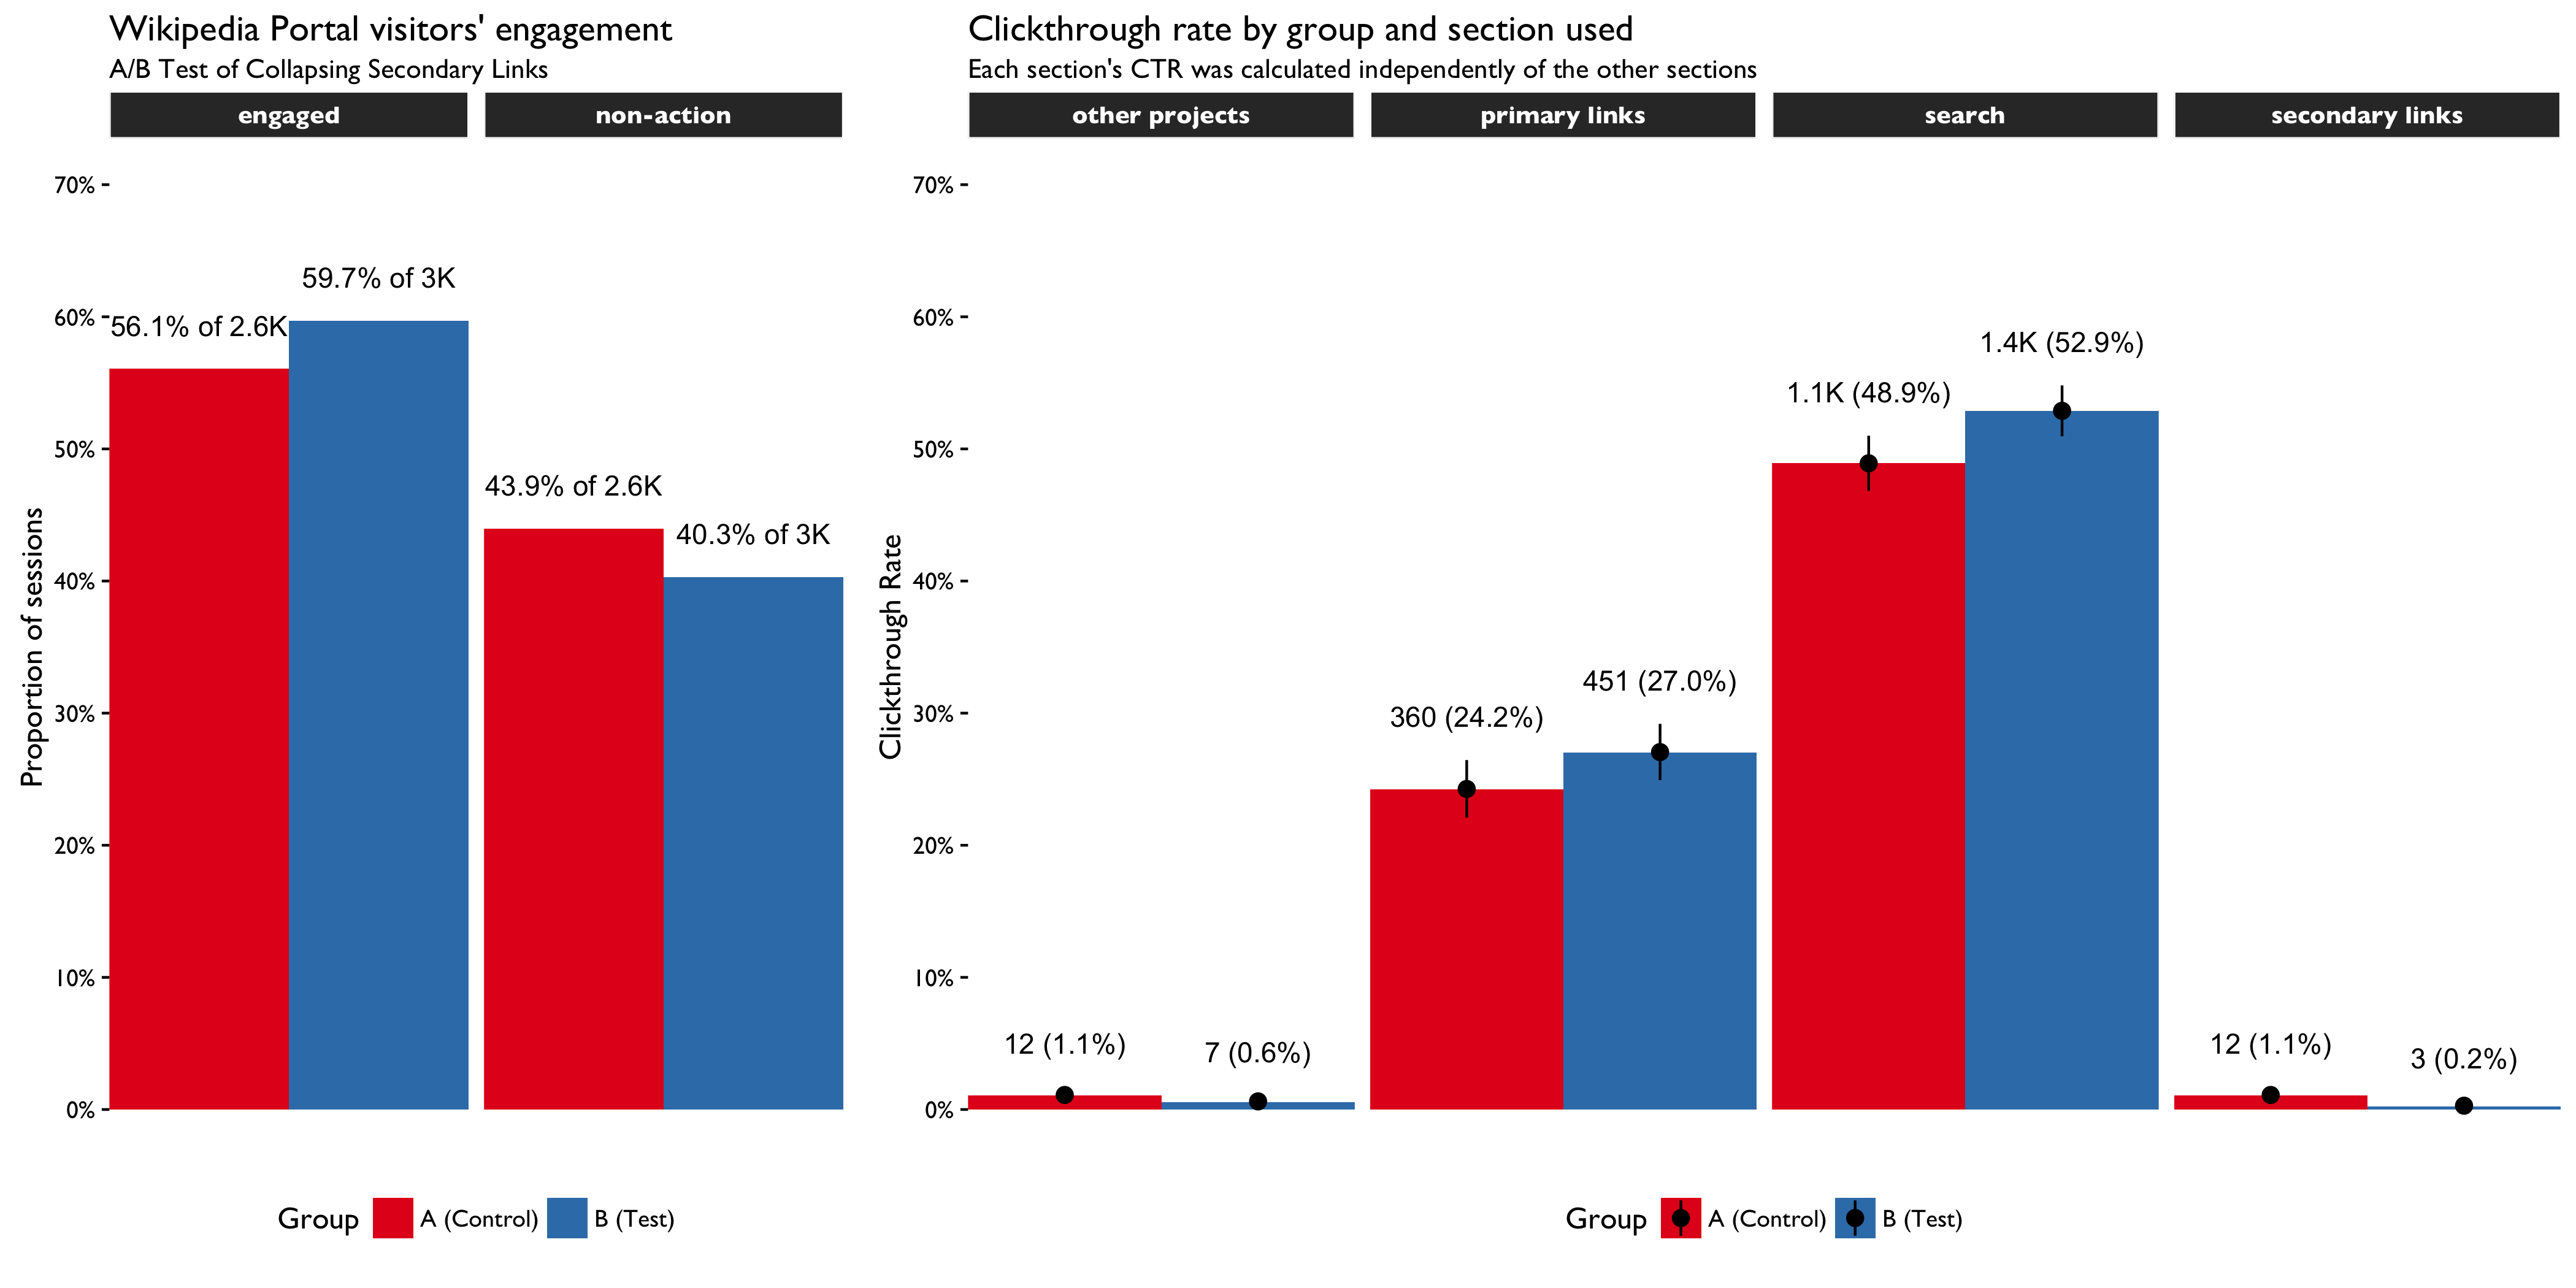 Wikipedia Portal visitors' engagement
A/B Test of Collapsing Secondary Links
engaged
non-action
70%
60%
50%
40%
30%
20%
10%
0%
Proportion of sessions
56.1% of 2.6K
59.7% of 3K
43.9% of 2.6K
40.3% of 3K
Group A (Control) B (Test)
Clickthrough rate by group and section used
Each section's CTR was calculated independently of the other sections
other projects
primary links
search
secondary links
70%
60%
50%
40%
30%
20%
10%
0%
Clickthrough Rate
12 (1.1%)
7 (0.6%)
360 (24.2%)
451 (27.0%)
1.1K (48.9%)
1.4K (52.9%)
12 (1.1%)
3 (0.2%)
Group A (Control) B (Test)